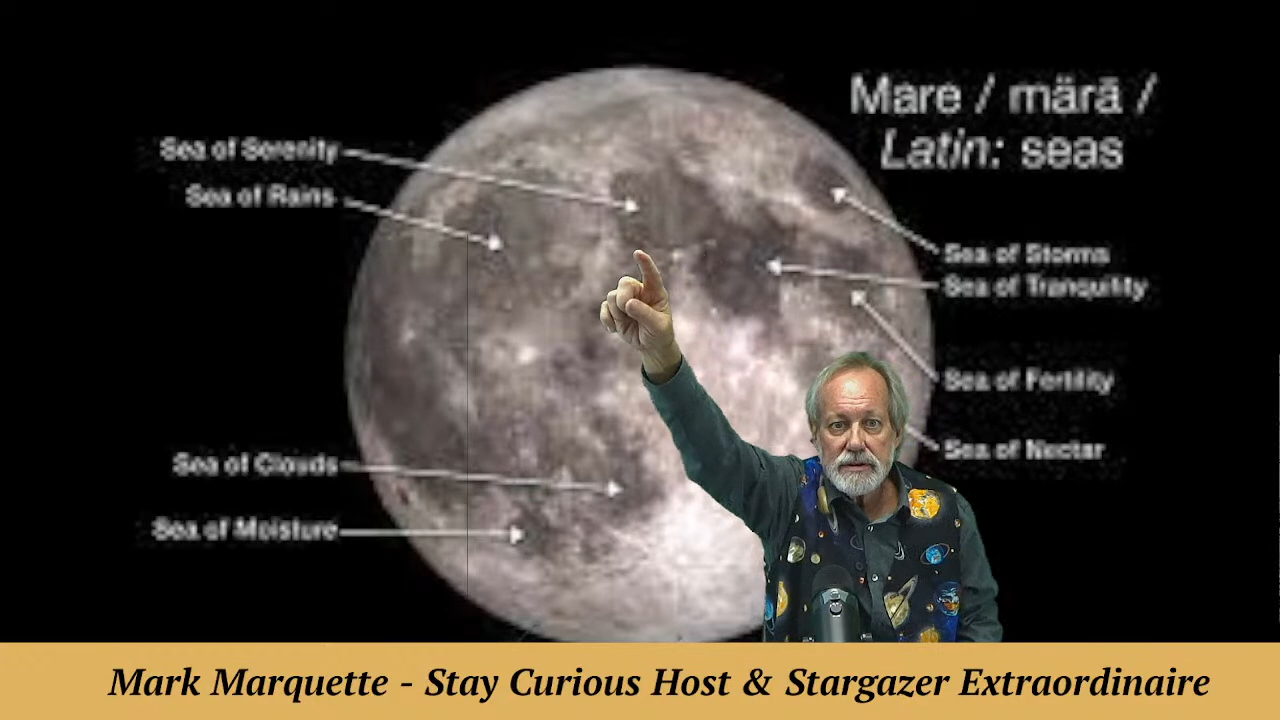 Mare / märā /
Latin: seas
Sea of Serenity
Sea of Rains
Sea of Storms
Sea of Tranquility
Sea of Fertility
Sea of Nectar
Sea of Clouds
Sea of Moisture
Mark Marquette - Stay Curious Host & Stargazer Extraordinaire